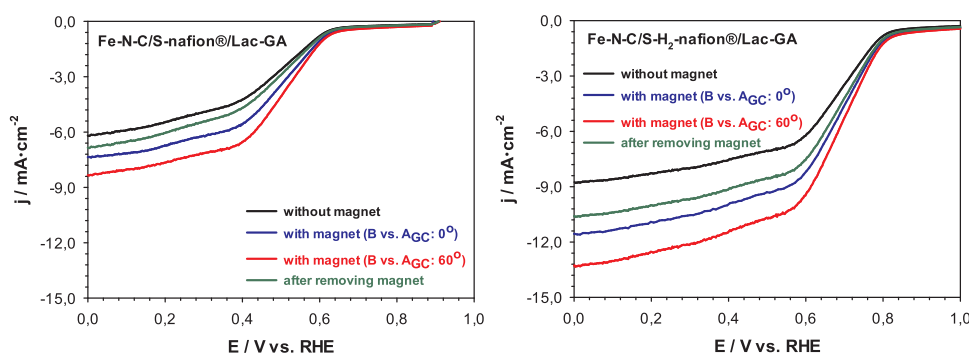 Fe-N-C/S-nafion®/Lac-GA
0,0
-3,0
-6,0
-9,0
-12,0
-15,0
j / mA·cm⁻²
without magnet
with magnet (B vs. A_GC: 0°)
with magnet (B vs. A_GC: 60°)
after removing magnet
0,0 0,2 0,4 0,6 0,8 1,0
E / V vs. RHE
Fe-N-C/S-H₂-nafion®/Lac-GA
0,0
-3,0
-6,0
-9,0
-12,0
-15,0
j / mA·cm⁻²
without magnet
with magnet (B vs. A_GC: 0°)
with magnet (B vs. A_GC: 60°)
after removing magnet
0,0 0,2 0,4 0,6 0,8 1,0
E / V vs. RHE